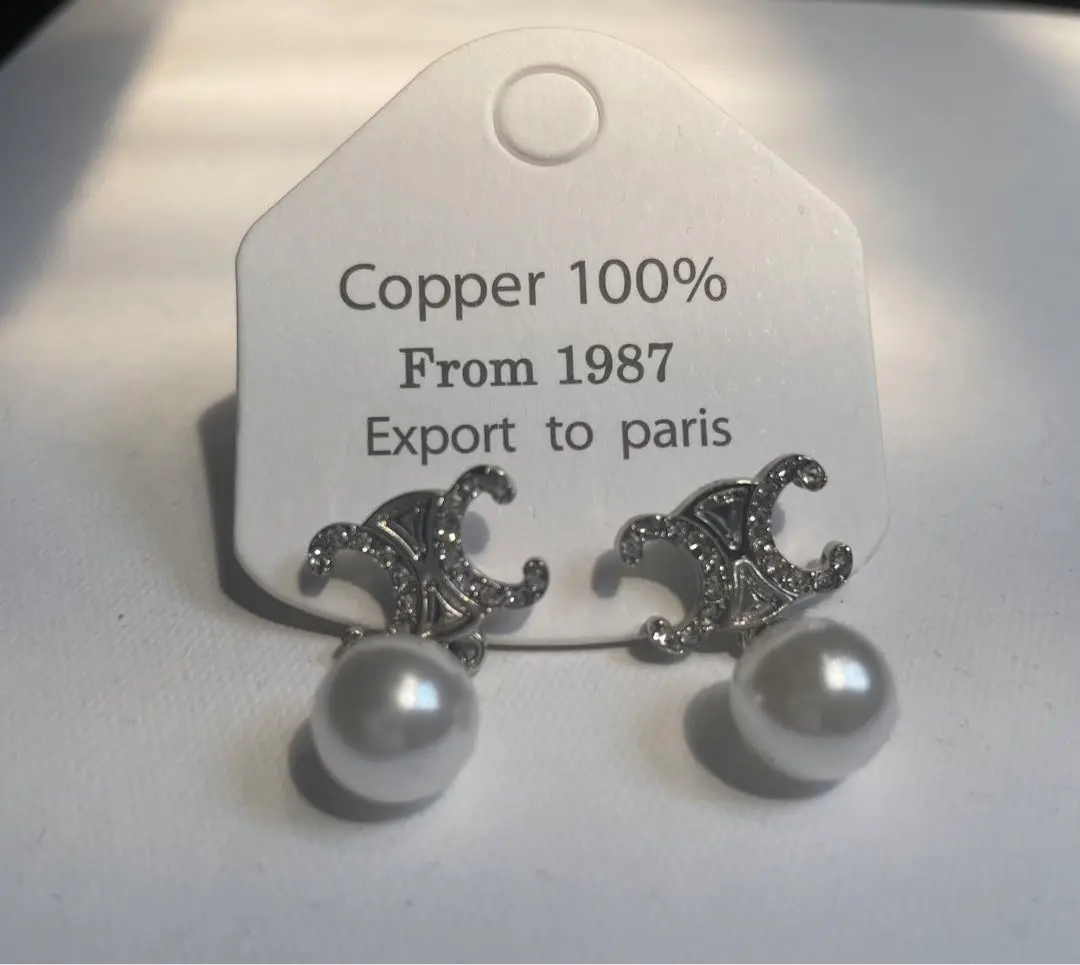 Copper 100%
From 1987
Export to paris